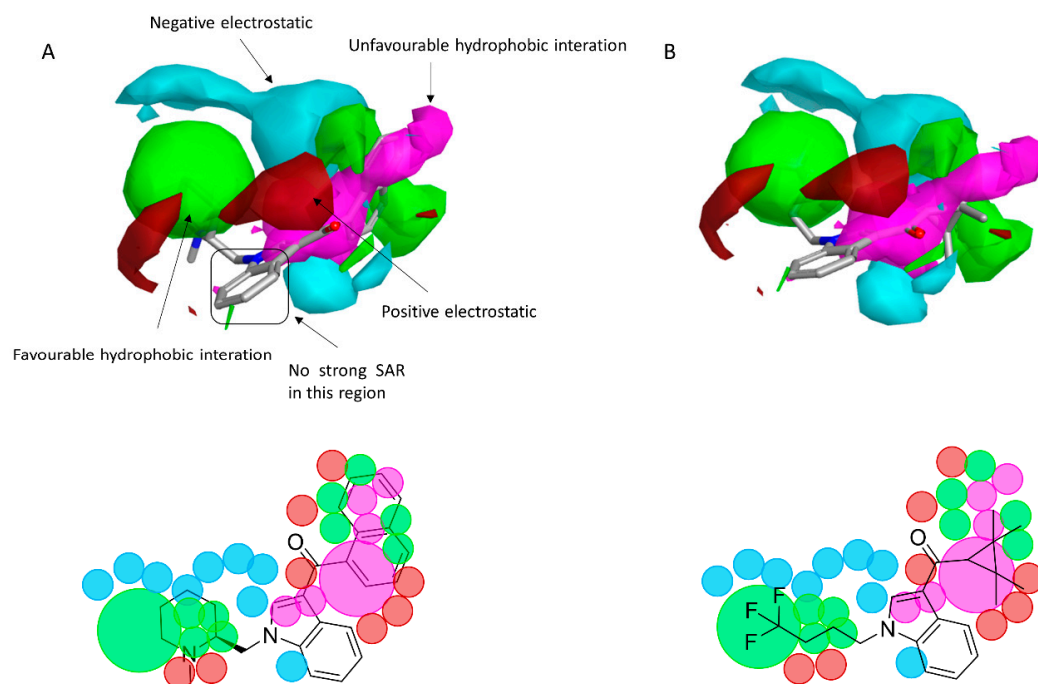 Negative electrostatic
A
Unfavourable hydrophobic interation
B
Positive electrostatic
Favourable hydrophobic interation
No strong SAR
in this region
O
N
N
O
F
F
F
N